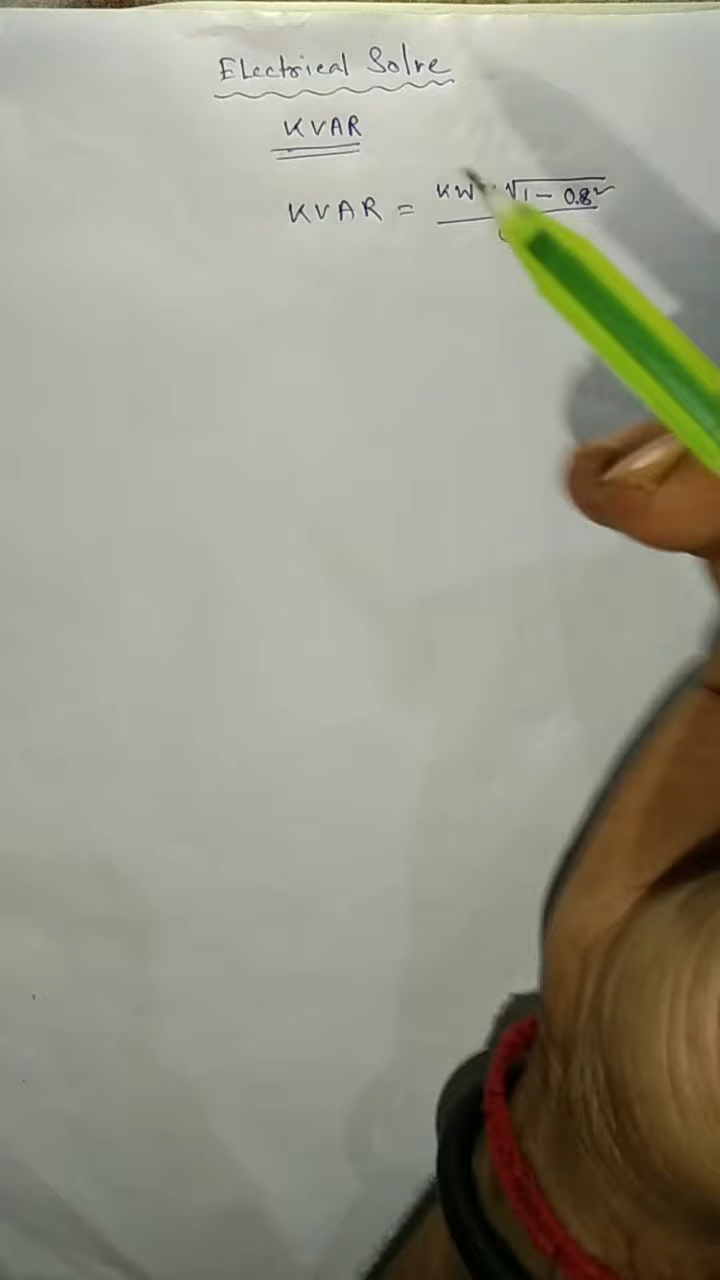 Electrical Solve
KVAR
KVAR = KW √1 - 0.8²